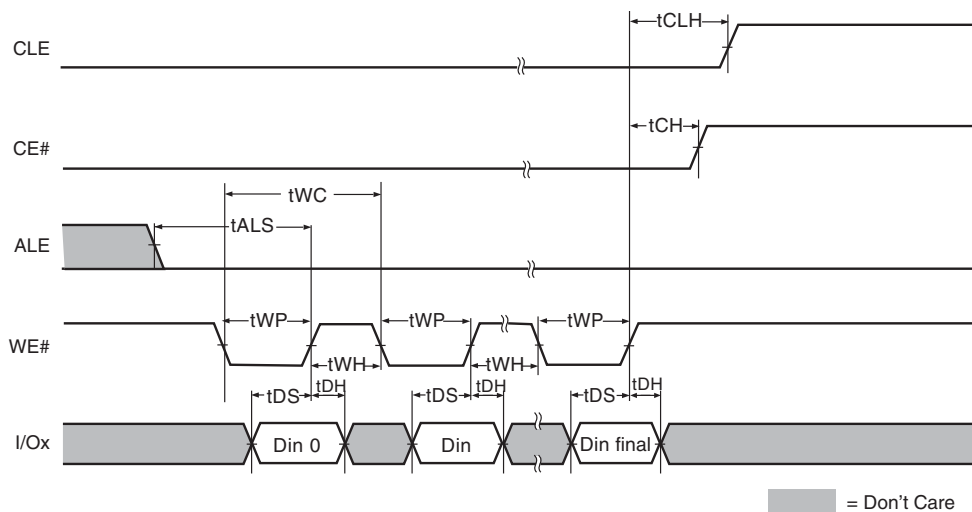 tCLH
CLE
tCH
CE#
tWC
tALS
ALE
tWP tWP tWP
WE#
tWH tWH
tDS tDH tDS tDH tDS tDH
I/Ox Din 0 Din Din final
= Don't Care